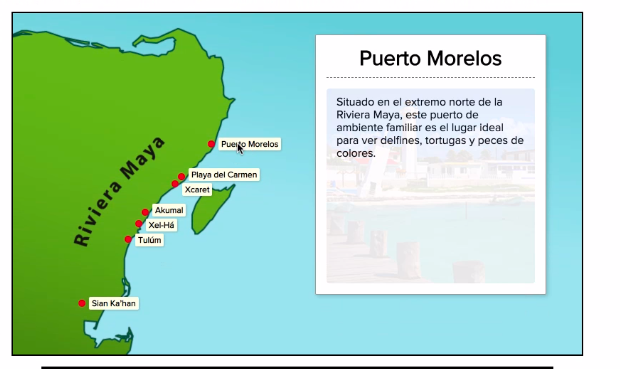 Puerto Morelos
Situado en el extremo norte de la
Riviera Maya, este puerto de
ambiente familiar es el lugar ideal
para ver delfines, tortugas y peces de
colores.
Riviera Maya
Puerto Morelos
Playa del Carmen
Xcaret
Akumal
Xel-Há
Tulúm
Sian Ka'han